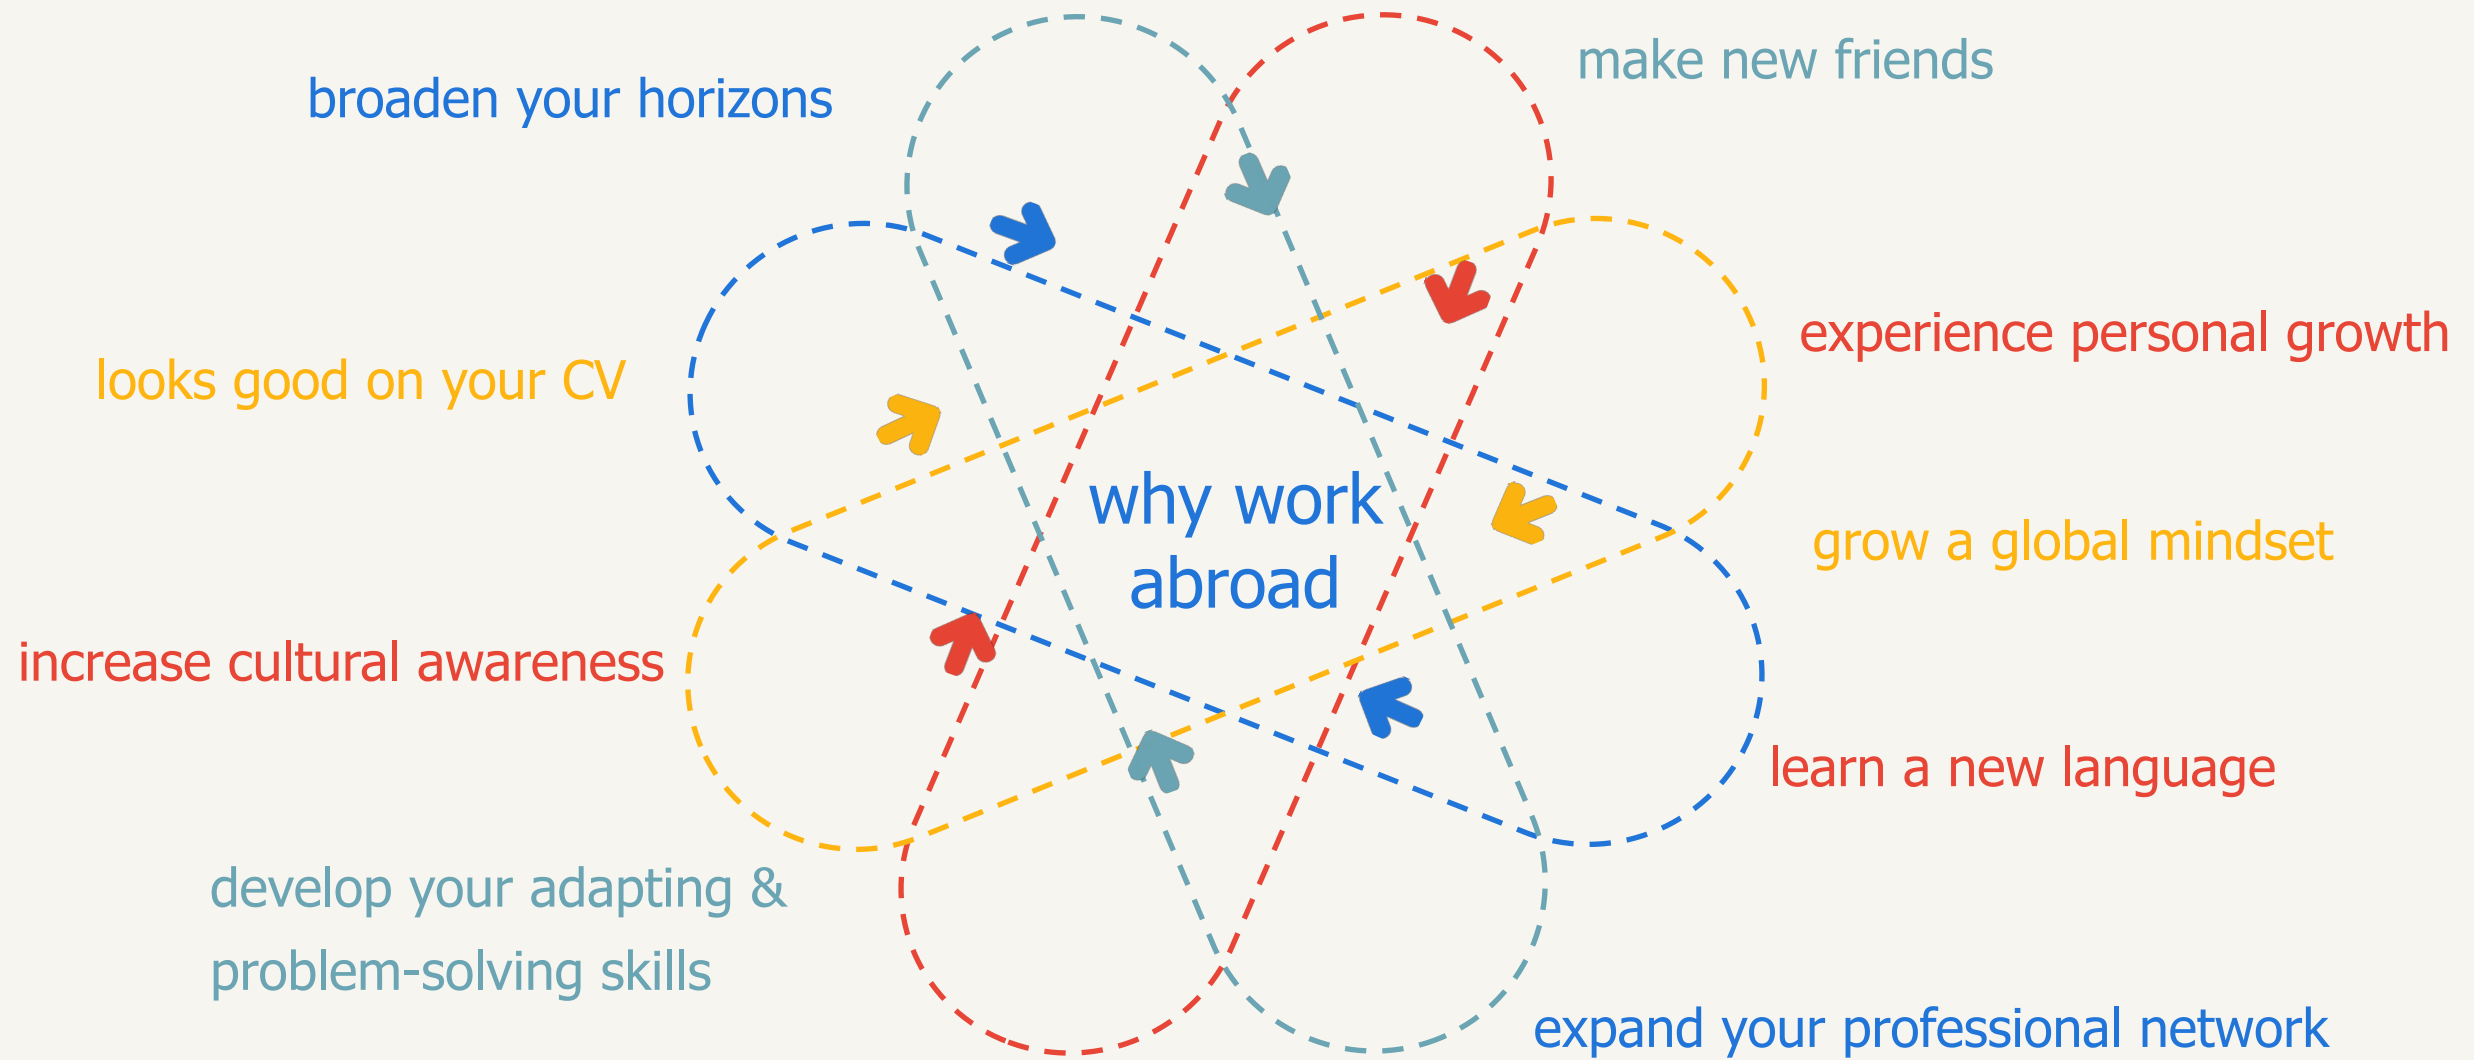 broaden your horizons
make new friends
looks good on your CV
experience personal growth
why work
abroad
grow a global mindset
increase cultural awareness
learn a new language
develop your adapting &
problem-solving skills
expand your professional network